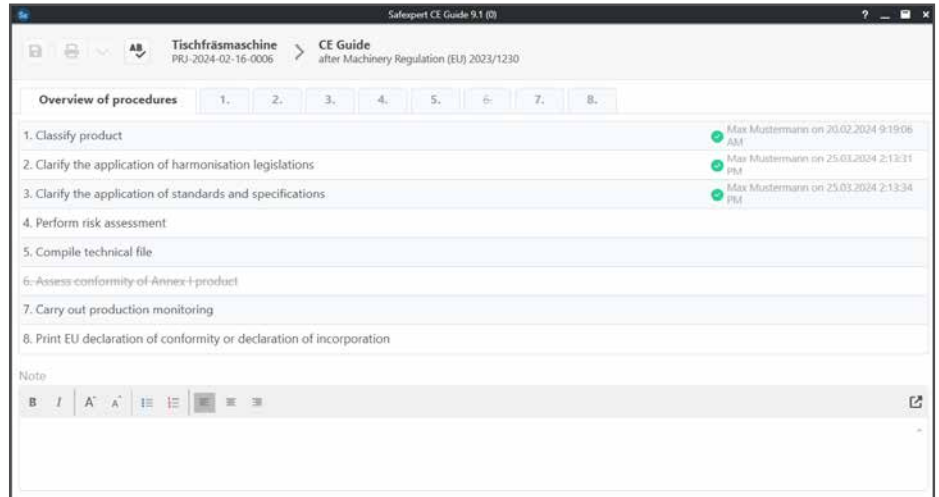 Se Safexpert CE Guide 9.1 (0) ?
AB Tischfräsmaschine > CE Guide
PRJ-2024-02-16-0006 after Machinery Regulation (EU) 2023/1230
Overview of procedures 1. 2. 3. 4. 5. 6. 7. 8.
1. Classify product Max Mustermann on 20.02.2024 9:19:06
AM
2. Clarify the application of harmonisation legislations Max Mustermann on 25.03.2024 2:13:31
PM
3. Clarify the application of standards and specifications Max Mustermann on 25.03.2024 2:13:34
PM
4. Perform risk assessment
5. Compile technical file
6. Assess conformity of Annex I product
7. Carry out production monitoring
8. Print EU declaration of conformity or declaration of incorporation
Note
B I A A